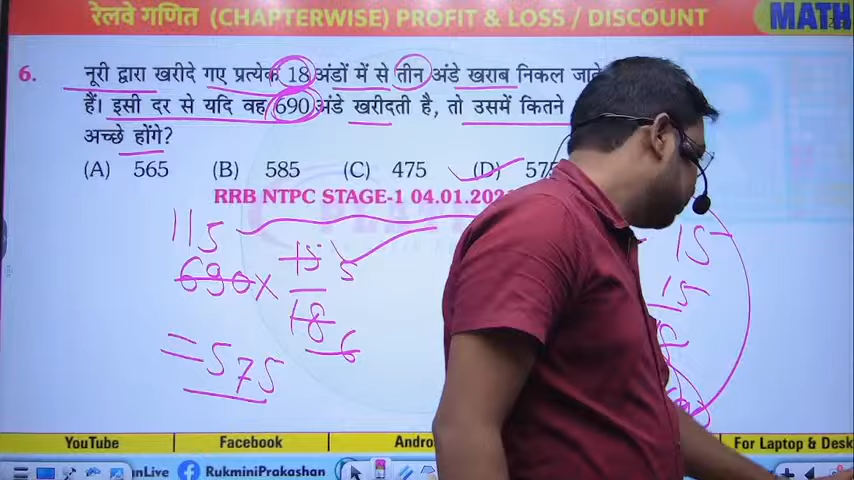 रेलवे गणित (CHAPTERWISE) PROFIT & LOSS / DISCOUNT
MATH
6. नूरी द्वारा खरीदे गए प्रत्येक 18 अंडों में से तीन अंडे खराब निकल जाते
हैं। इसी दर से यदि वह 690 अंडे खरीदती है, तो उसमें कितने
अच्छे होंगे?
(A) 565 (B) 585 (C) 475 (D) 575
RRB NTPC STAGE-1 04.01.2021
115
690 × 15 5
18 6
= 575
15
15
YouTube Facebook For Laptop &
RukminiPrakashan